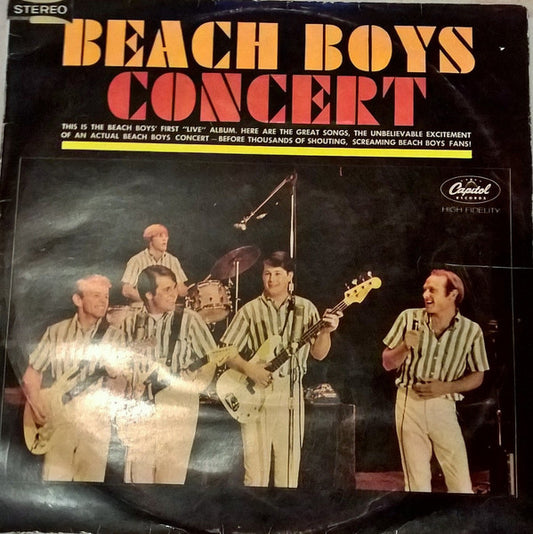 STEREO
BEACH BOYS
CONCERT
THIS IS THE BEACH BOYS' FIRST "LIVE" ALBUM. HERE ARE THE GREAT SONGS, THE UNBELIEVABLE EXCITEMENT
OF AN ACTUAL BEACH BOYS CONCERT — BEFORE THOUSANDS OF SHOUTING, SCREAMING BEACH BOYS FANS!
Capitol
RECORDS
HIGH FIDELITY